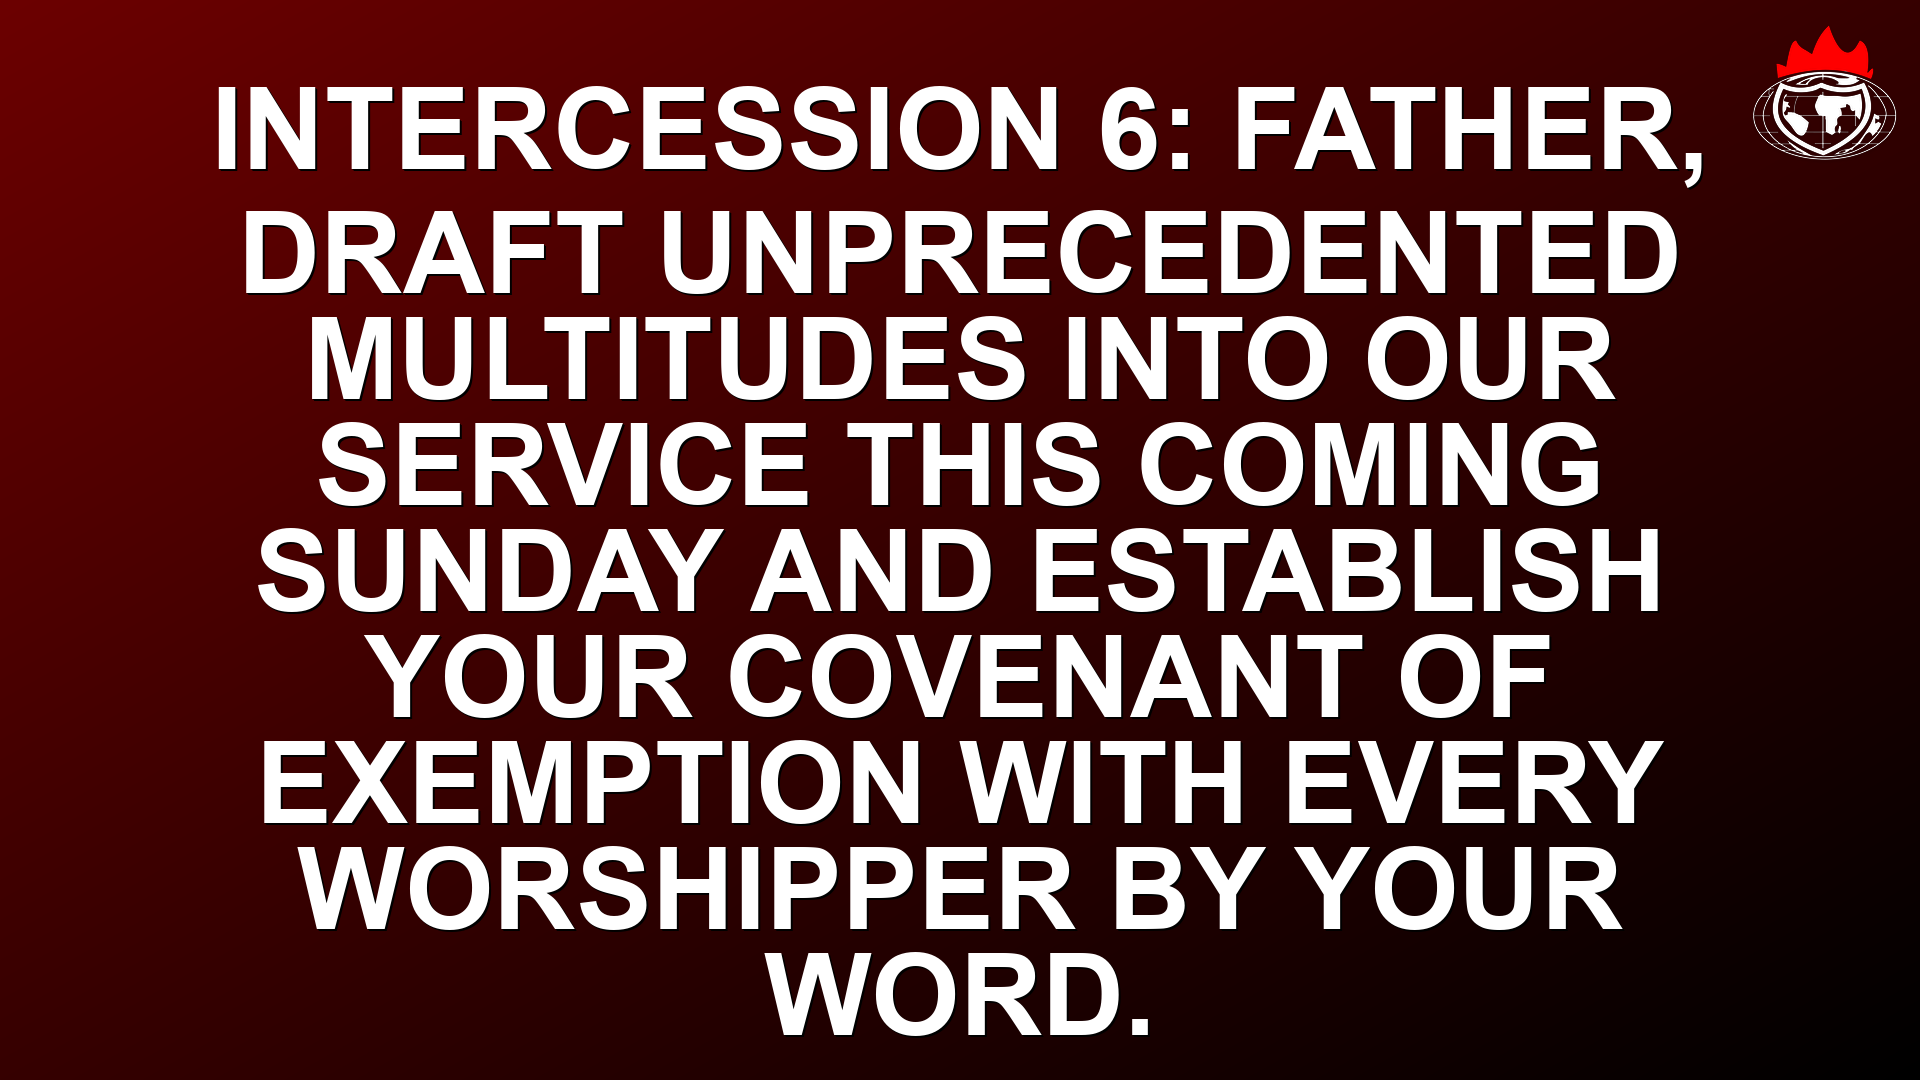 INTERCESSION 6: FATHER,
DRAFT UNPRECEDENTED
MULTITUDES INTO OUR
SERVICE THIS COMING
SUNDAY AND ESTABLISH
YOUR COVENANT OF
EXEMPTION WITH EVERY
WORSHIPPER BY YOUR
WORD.